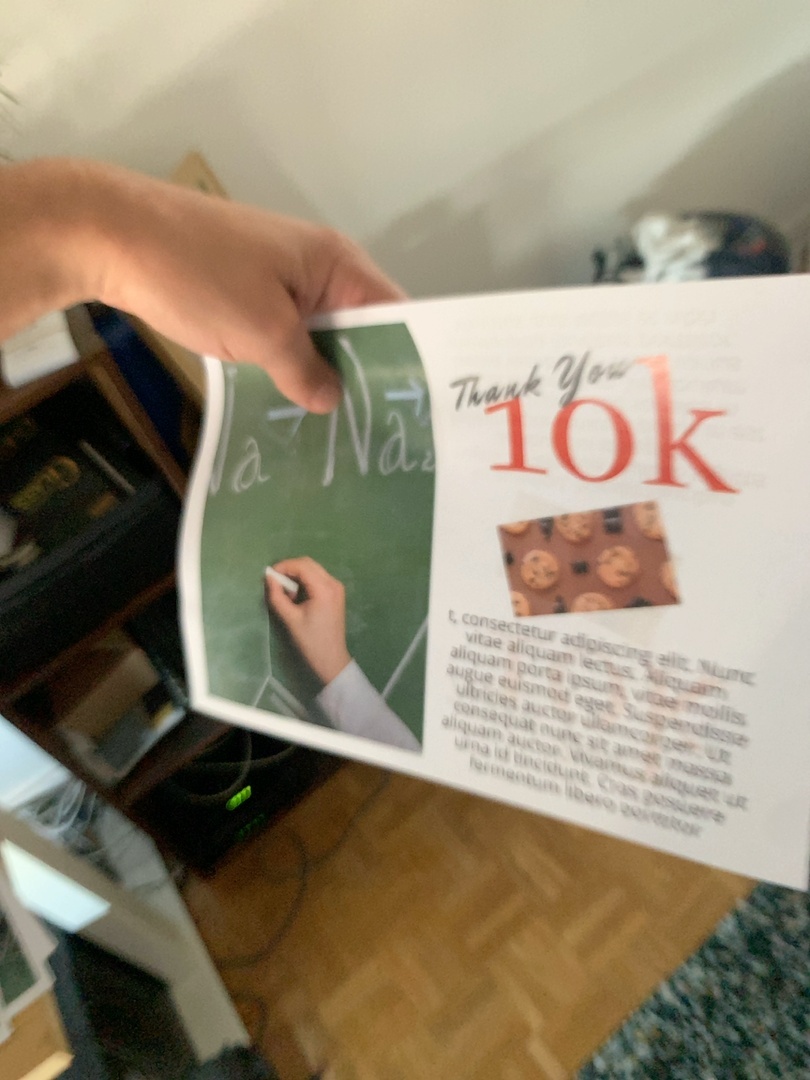 Na → Na₂
Thank You
10k
t, consectetur adipiscing elit. Nunc
vitae aliquam lectus. Aliquam
aliquam porta ipsum, vitae mollis
augue euismod eget. Suspendisse
ultricies auctor ullamcorper. Ut
consequat nunc sit amet massa
aliquam auctor. Vivamus aliquet ut
urna id tincidunt. Cras posuere
fermentum libero porttitor